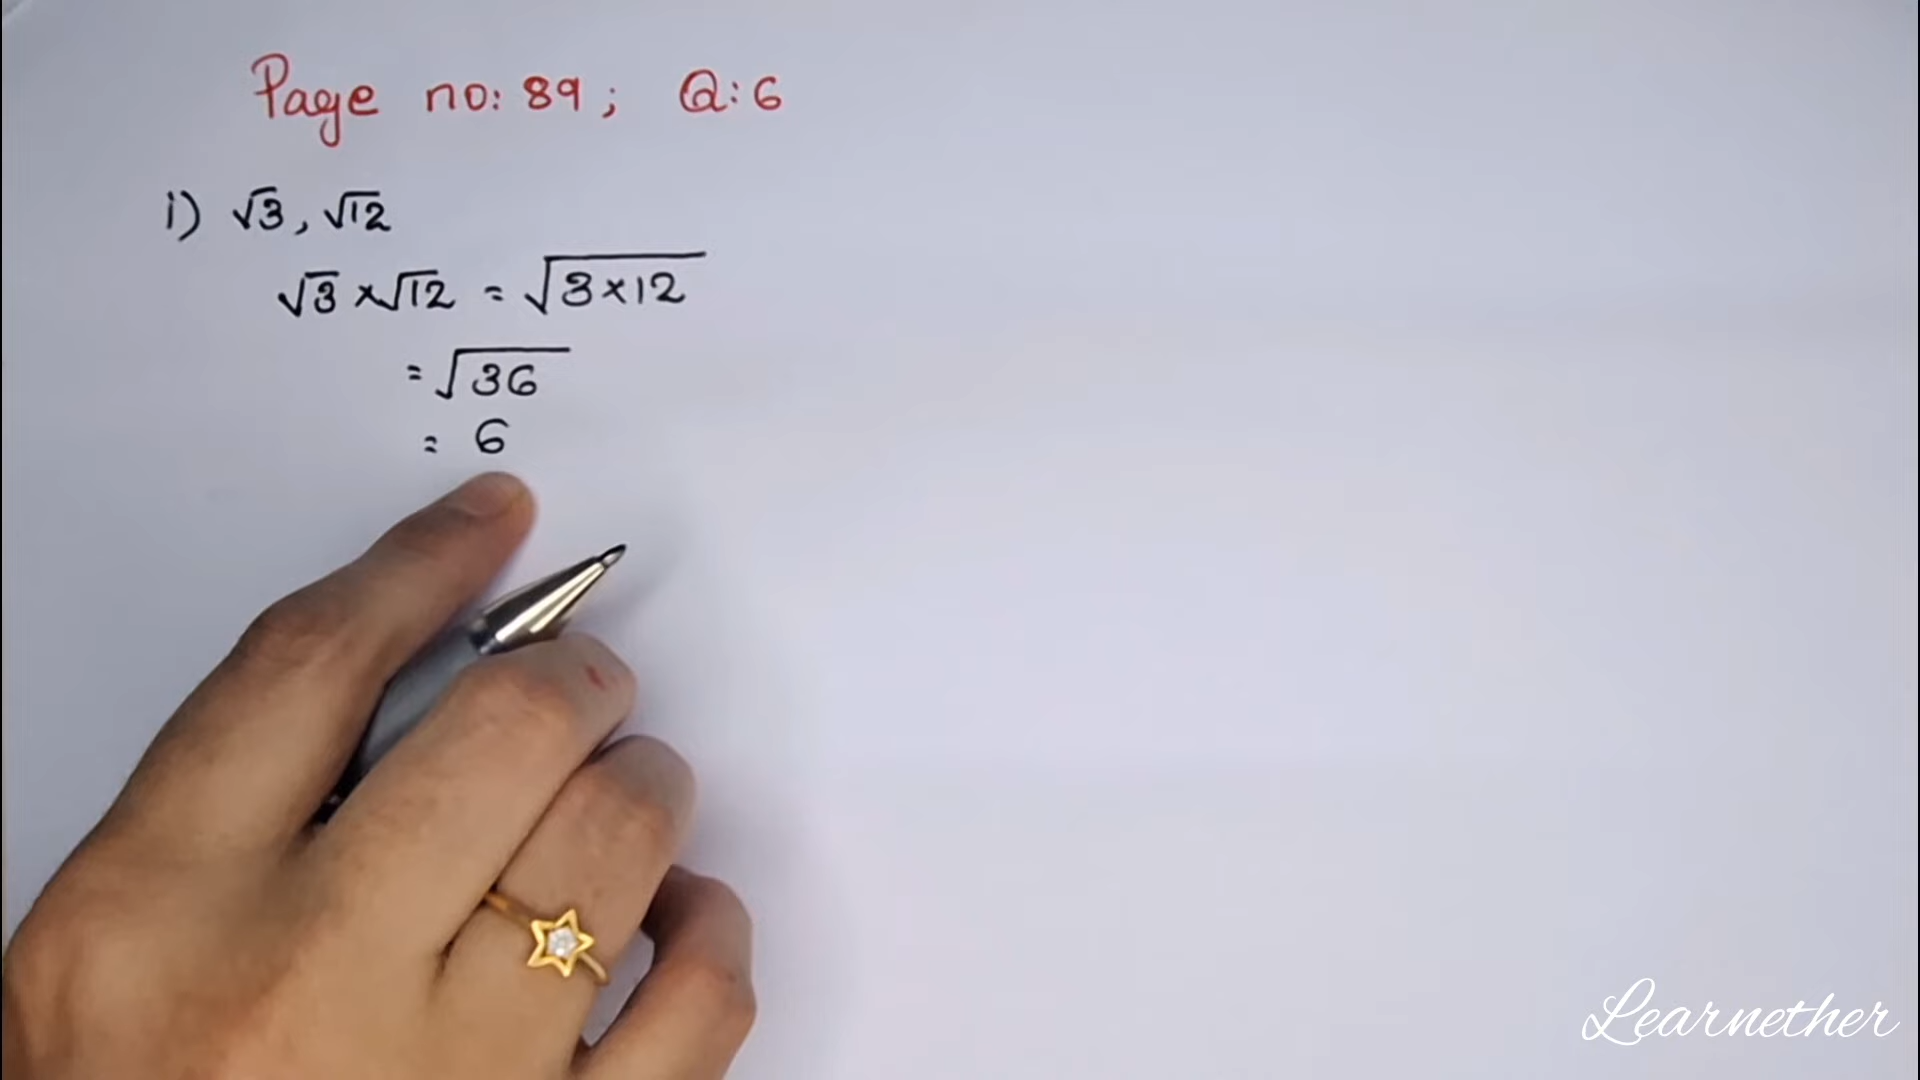 Page no: 89; Q: 6
i) √3, √12
√3 × √12 = √3×12
= √36
= 6
Learnether